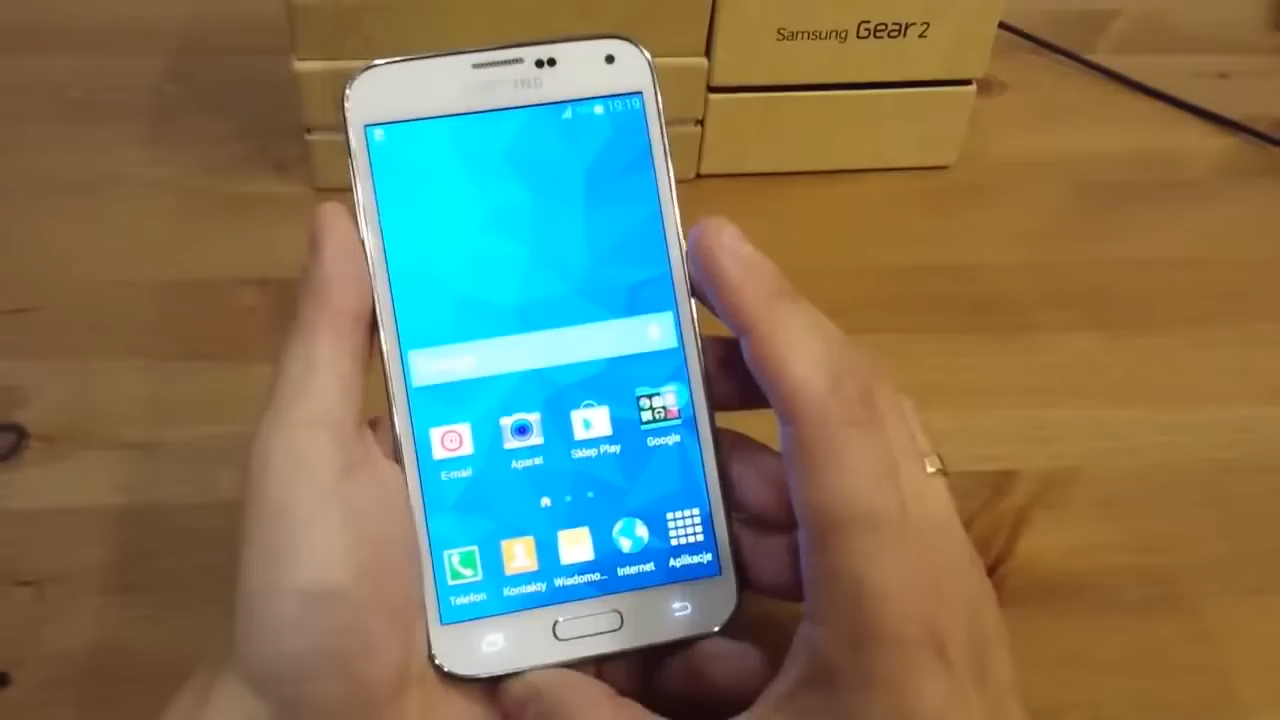 Samsung Gear 2
19:19
E-mail
Aparat
Sklep Play
Google
Telefon
Kontakty
Wiadomo...
Internet
Aplikacje